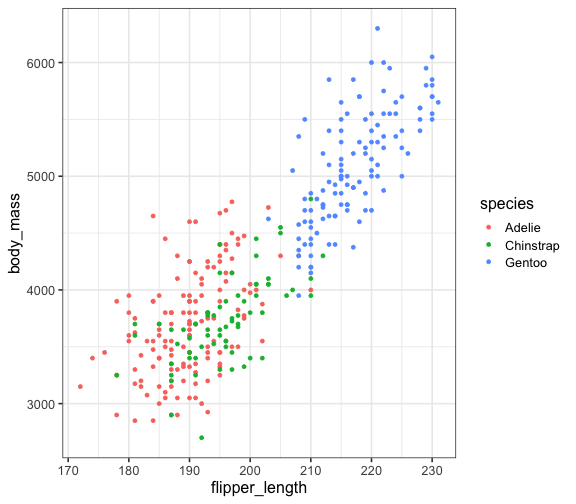 6000
5000
4000
3000
body_mass
170 180 190 200 210 220 230
flipper_length
species
Adelie
Chinstrap
Gentoo